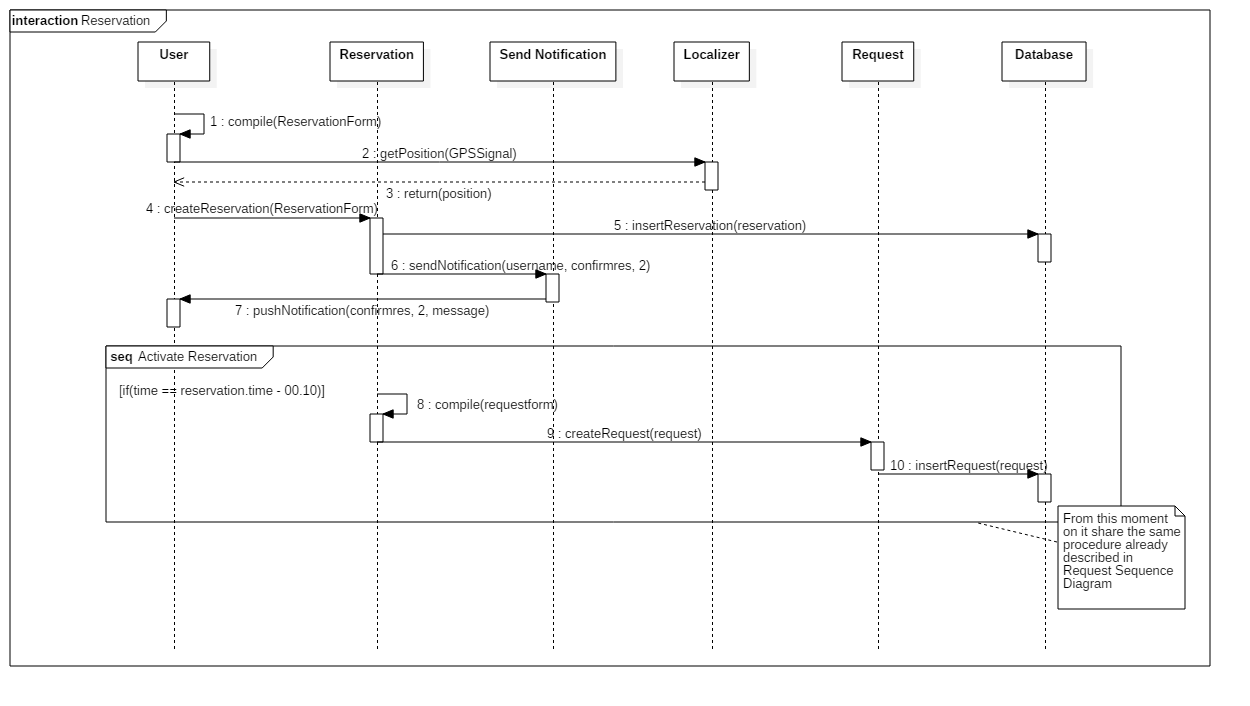 interaction Reservation
User
Reservation
Send Notification
Localizer
Request
Database
1 : compile(ReservationForm)
2 : getPosition(GPSSignal)
3 : return(position)
4 : createReservation(ReservationForm)
5 : insertReservation(reservation)
6 : sendNotification(username, confirmres, 2)
7 : pushNotification(confirmres, 2, message)
seq Activate Reservation
[if(time == reservation.time - 00.10)]
8 : compile(requestform)
9 : createRequest(request)
10 : insertRequest(request)
From this moment
on it share the same
procedure already
described in
Request Sequence
Diagram